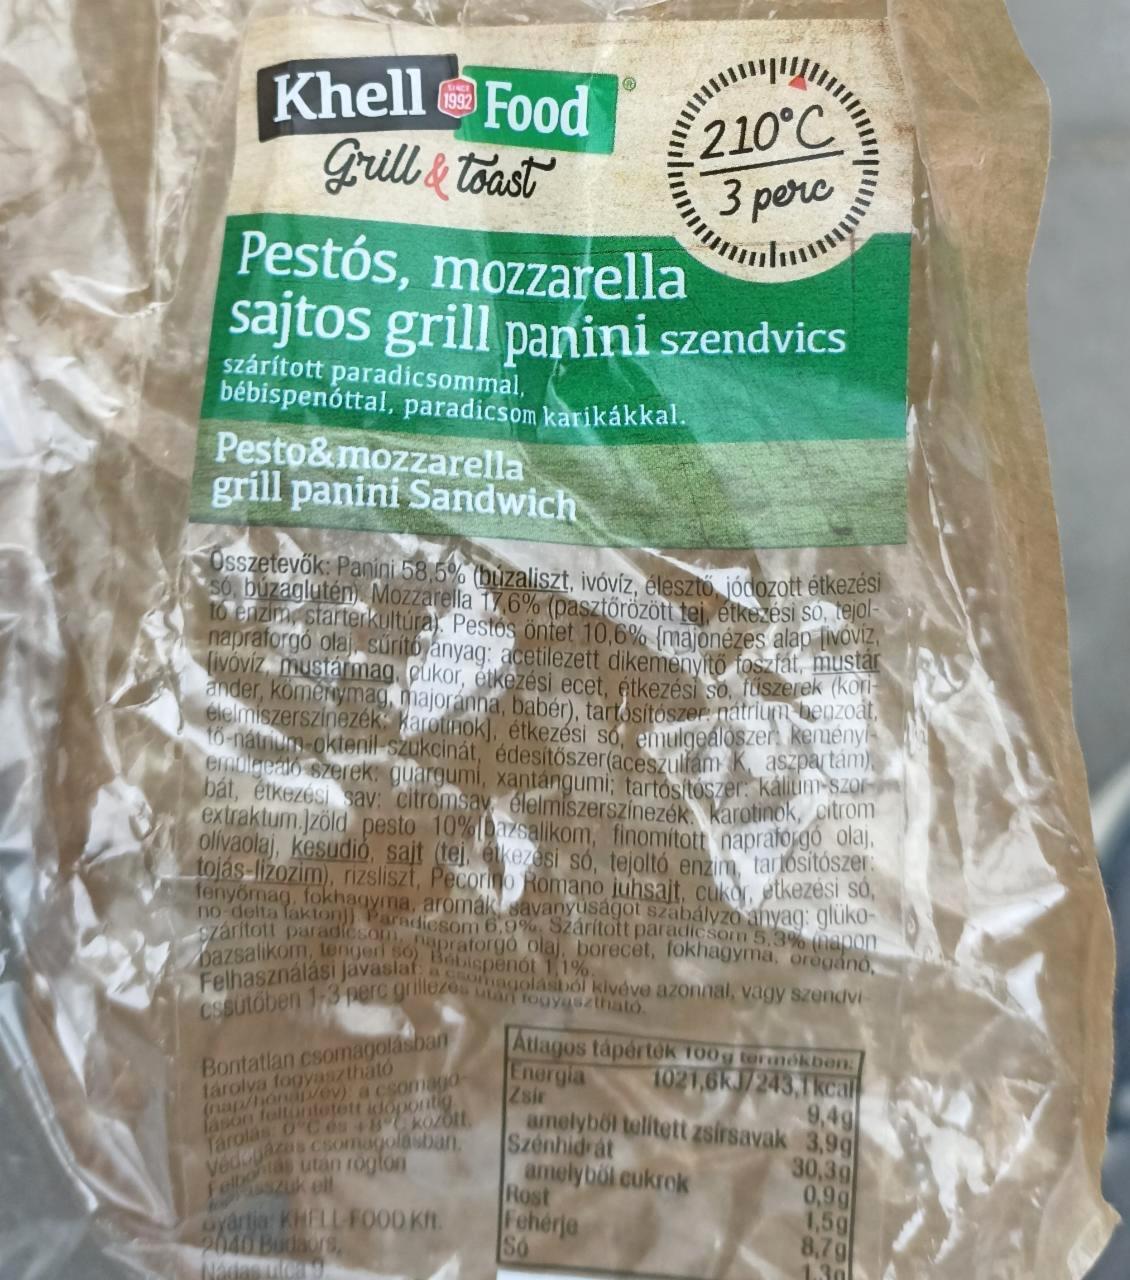 Khell SINCE 1992 Food®
Grill & Toast
210°C
3 perc
Pestós, mozzarella
sajtos grill panini szendvics
szárított paradicsommal,
bébispenóttal, paradicsom karikákkal.
Pesto&mozzarella
grill panini Sandwich
Összetevők: Panini 58,5% (búzaliszt, ivóvíz, élesztő, jódozott étkezési
só, búzaglutén). Mozzarella 17,6% (pasztőrözött tej, étkezési só, tejol-
tó enzim, starterkultúra). Pestós öntet 10,6% {majonézes alap [ivóvíz,
napraforgó olaj, sűrítő anyag: acetilezett dikeményítő foszfát, mustár
[ivóvíz, mustármag, cukor, étkezési ecet, étkezési só, fűszerek (kori-
ander, köménymag, majoránna, babér), tartósítószer: nátrium-benzoát,
élelmiszerszínezék: karotinok], étkezési só, emulgeálószer: keményí-
tő-nátrium-oktenil-szukcinát, édesítőszer(aceszulfám K, aszpartám),
emulgeáló szerek: guargumi, xantángumi; tartósítószer: kálium-szor-
bát, étkezési sav: citromsav, élelmiszerszínezék: karotinok, citrom
extraktum.]zöld pesto 10%[bazsalikom, finomított napraforgó olaj,
olívaolaj, kesudió, sajt (tej, étkezési só, tejoltó enzim, tartósítószer:
tojás-lizozim), rizsliszt, Pecorino Romano juhsajt, cukor, étkezési só,
fenyőmag, fokhagyma, aromák, savanyúságot szabályzó anyag: glüko-
no-delta lakton]} Paradicsom 6,9%. Szárított paradicsom 5,3% (napon
szárított paradicsom, napraforgó olaj, borecet, fokhagyma, oregánó,
bazsalikom, tengeri só) Bébispenót 1,1%.
Felhasználási javaslat: a csomagolásból kivéve azonnal, vagy szendvi-
cssütőben 1-3 perc grillezés után fogyasztható.
Bontatlan csomagolásban
tárolva fogyasztható
(nap/hónap/év): a csomago-
láson feltüntetett időpontig.
Tárolás: 0°C és +8°C között.
Védőgázas csomagolásban.
Felbontás után rögtön
Gyártja: KHELL-FOOD Kft.
2040 Budaörs,
Nádas utca 9
Átlagos tápérték 100g termékben:
Energia 1021,6kJ/243,1kcal
Zsír 9,4g
amelyből telített zsírsavak 3,9g
Szénhidrát 30,3g
amelyből cukrok 0,9g
Rost 1,5g
Fehérje 8,7g
Só 1,3g